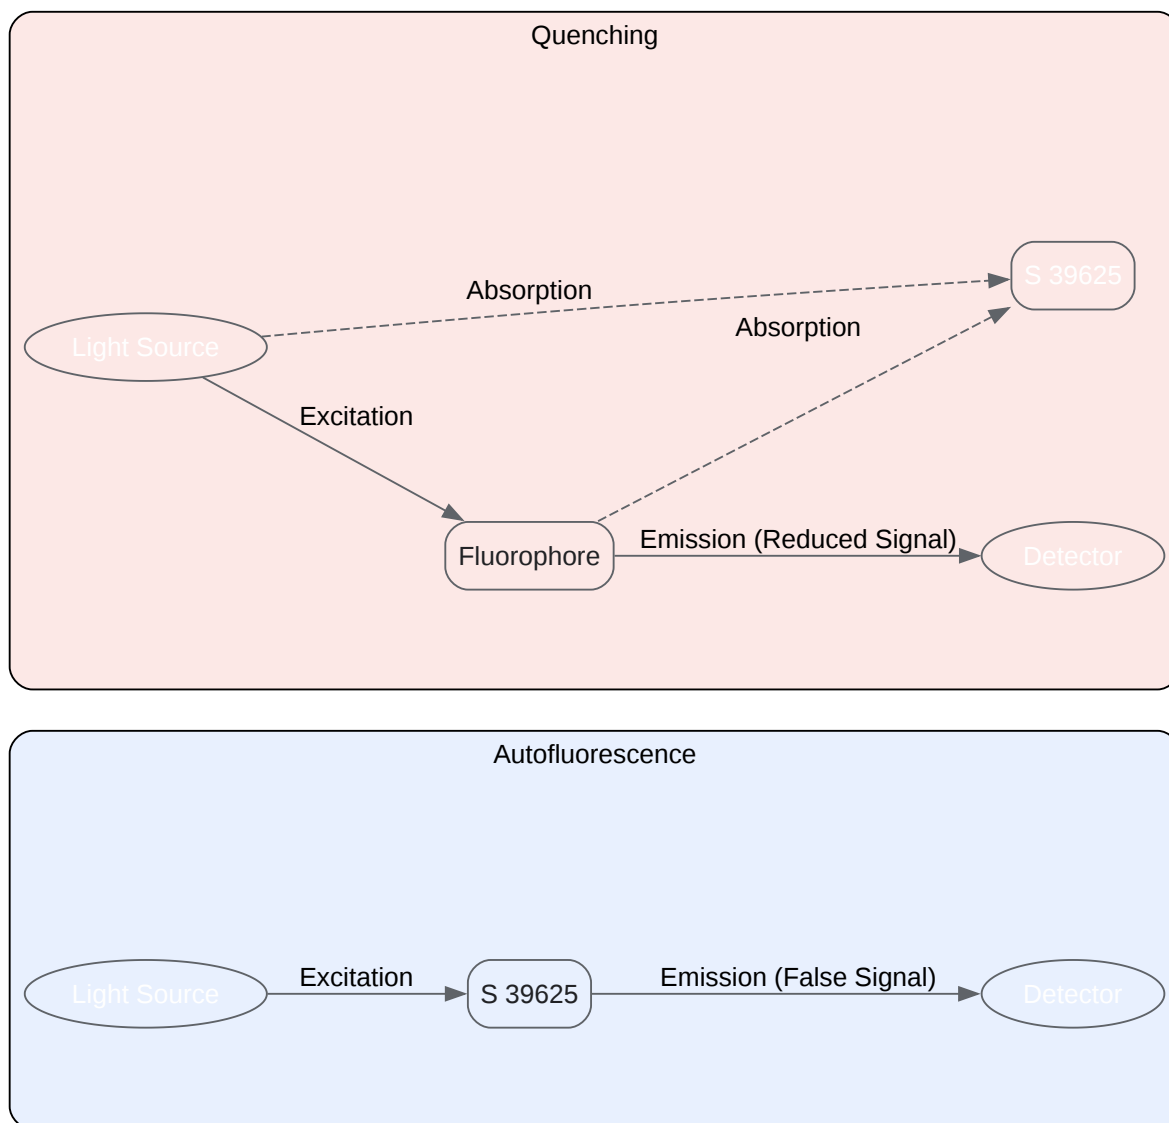 Quenching
S 39625
Absorption
Absorption
Light Source
Excitation
Emission (Reduced Signal)
Fluorophore
Detector
Autofluorescence
Excitation
Emission (False Signal)
Light Source
S 39625
Detector